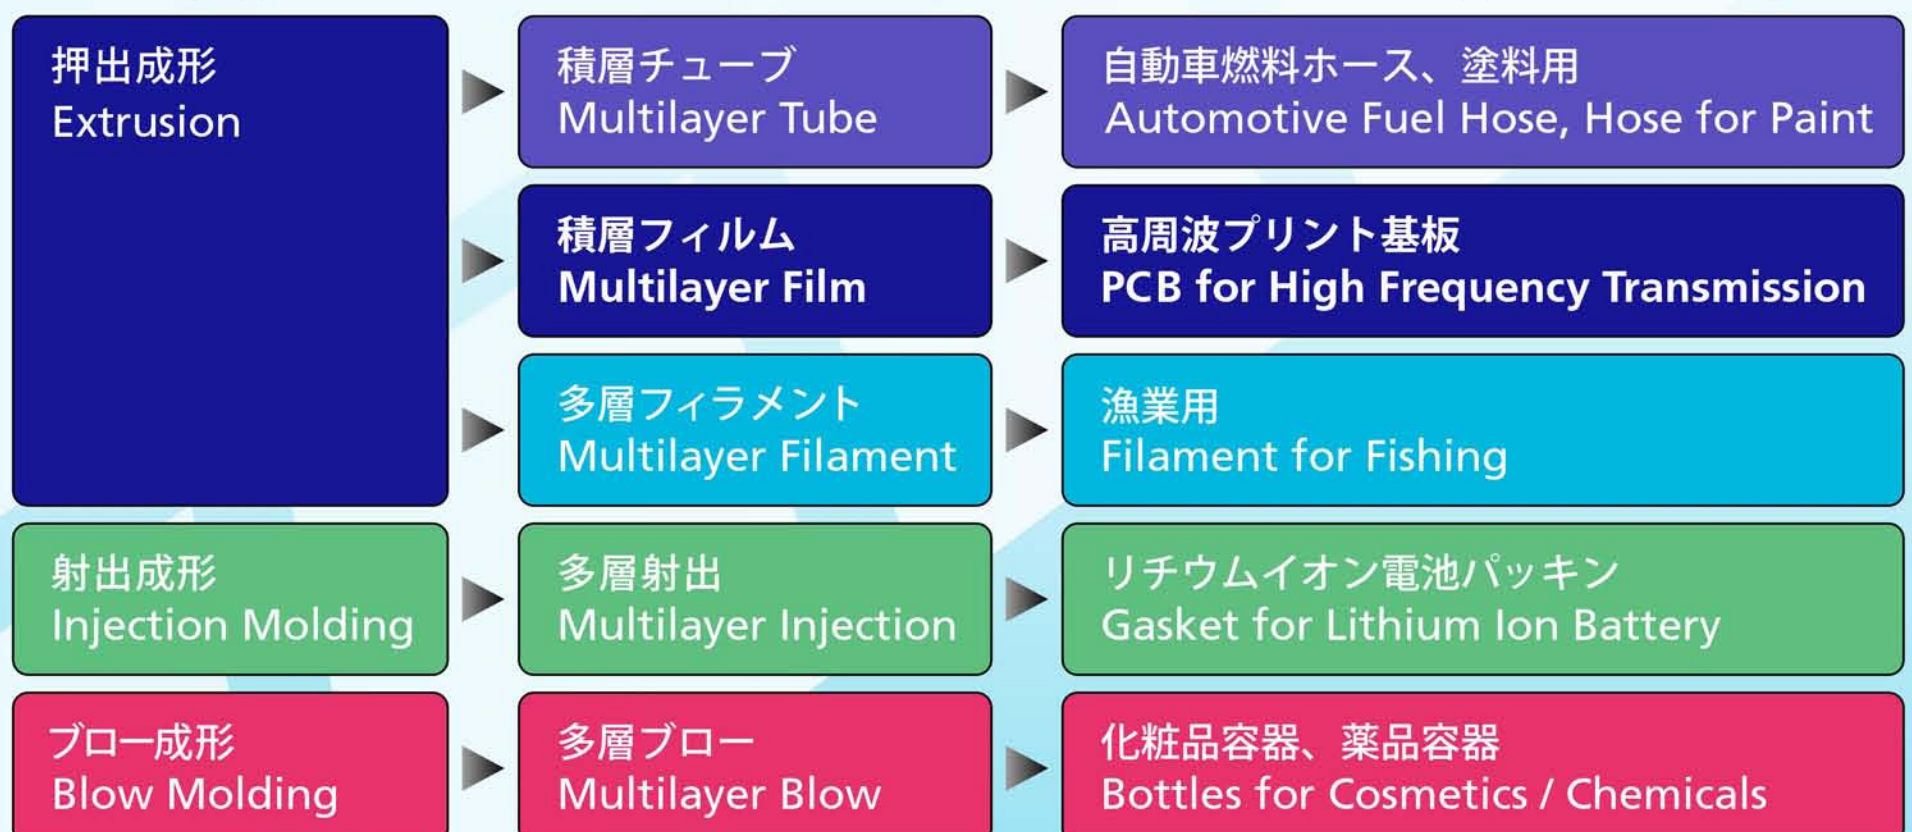 押出成形
Extrusion
積層チューブ
Multilayer Tube
自動車燃料ホース、塗料用
Automotive Fuel Hose, Hose for Paint
積層フィルム
Multilayer Film
高周波プリント基板
PCB for High Frequency Transmission
多層フィラメント
Multilayer Filament
漁業用
Filament for Fishing
射出成形
Injection Molding
多層射出
Multilayer Injection
リチウムイオン電池パッキン
Gasket for Lithium Ion Battery
ブロー成形
Blow Molding
多層ブロー
Multilayer Blow
化粧品容器、薬品容器
Bottles for Cosmetics / Chemicals